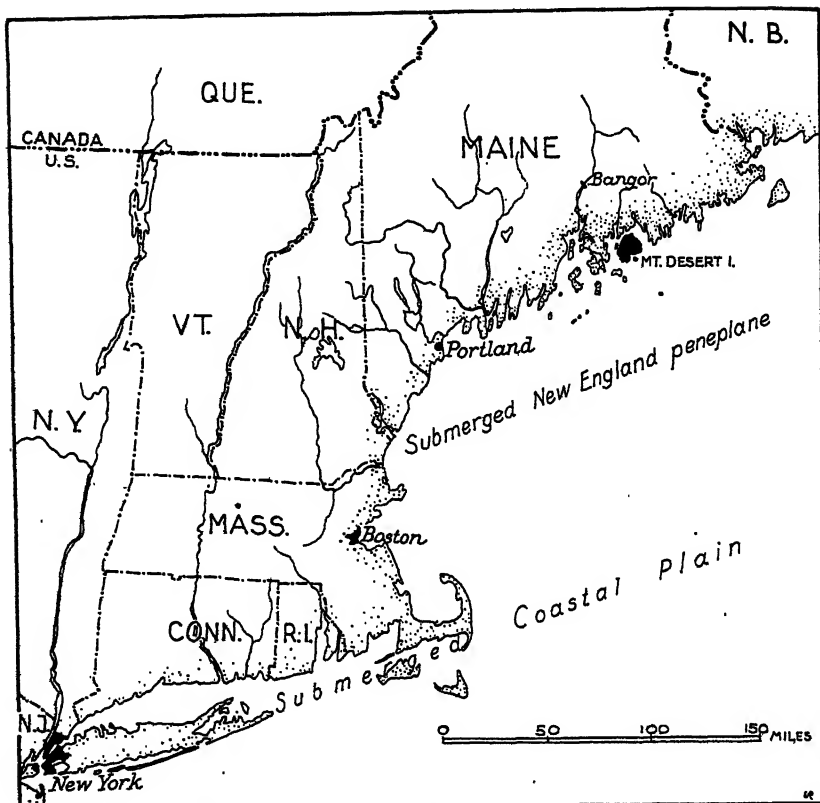 N. B.
QUE.
CANADA
U.S.
MAINE
Bangor
MT. DESERT I.
VT.
N. H.
Portland
Submerged New England peneplane
N. Y.
MASS.
Boston
Coastal Plain
CONN.
R.I.
Submerged
N.J.
New York
0 50 100 150 MILES